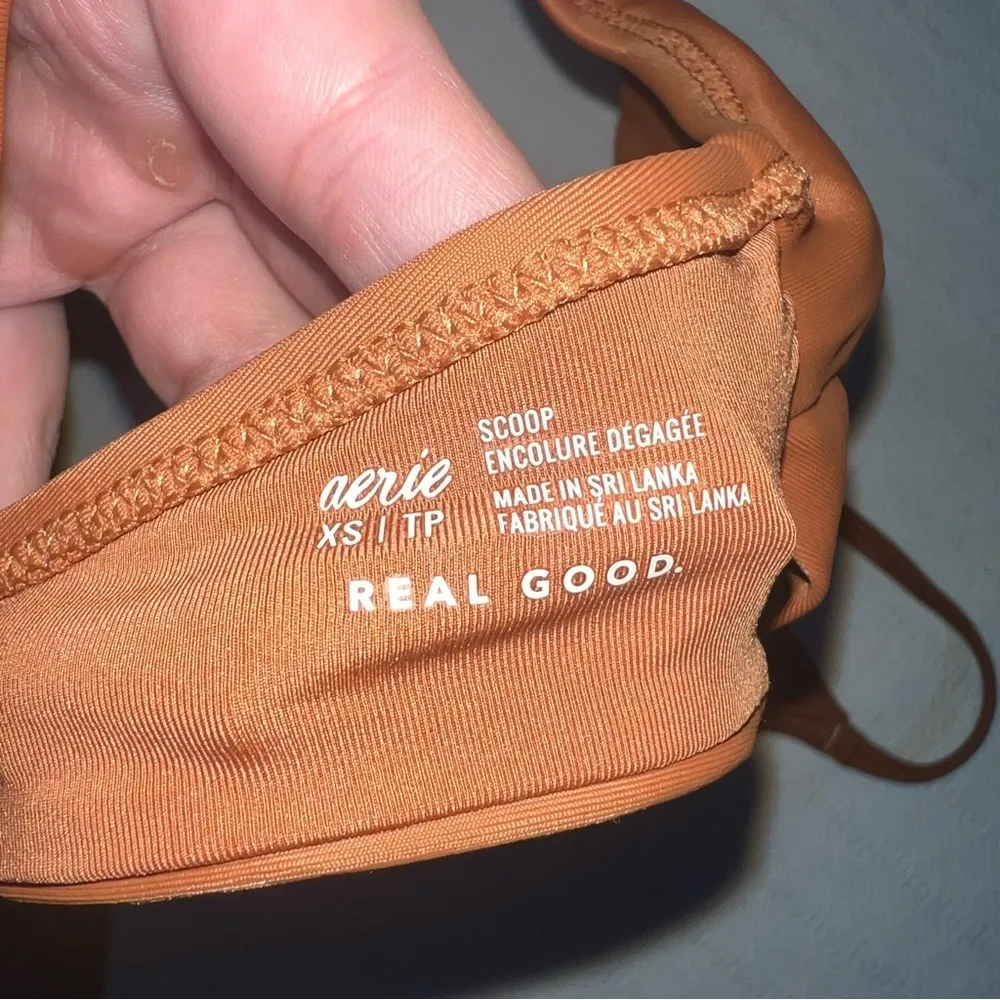 aerie
XS | TP
SCOOP
ENCOLURE DÉGAGÉE
MADE IN SRI LANKA
FABRIQUÉ AU SRI LANKA
REAL GOOD.